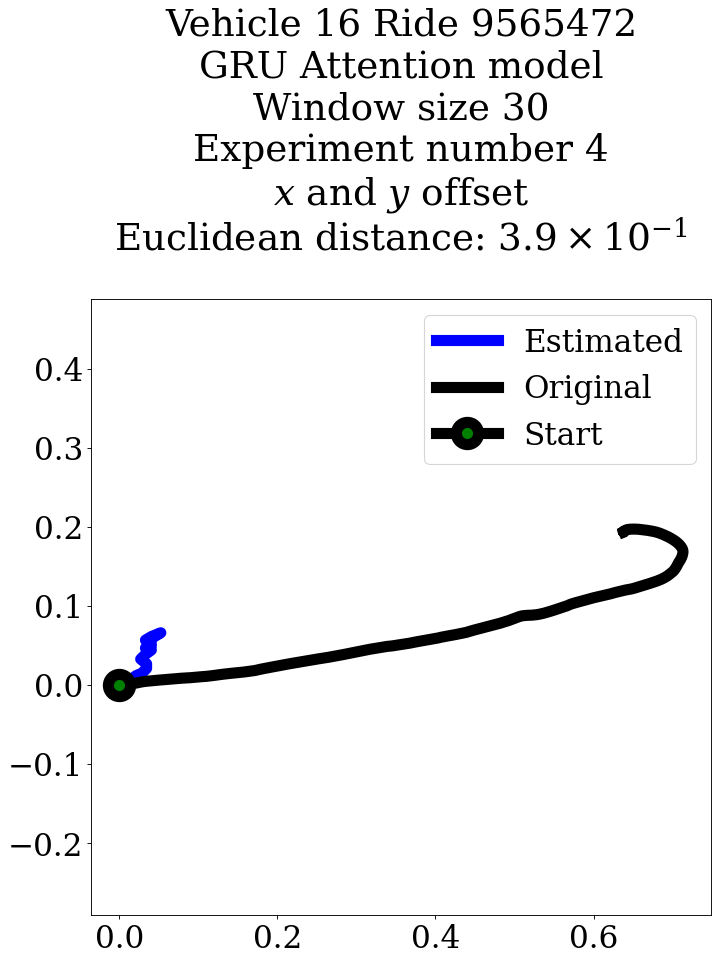 Vehicle 16 Ride 9565472
GRU Attention model
Window size 30
Experiment number 4
x and y offset
Euclidean distance: 3.9 × 10⁻¹
Estimated
Original
Start
0.4
0.3
0.2
0.1
0.0
−0.1
−0.2
0.0 0.2 0.4 0.6